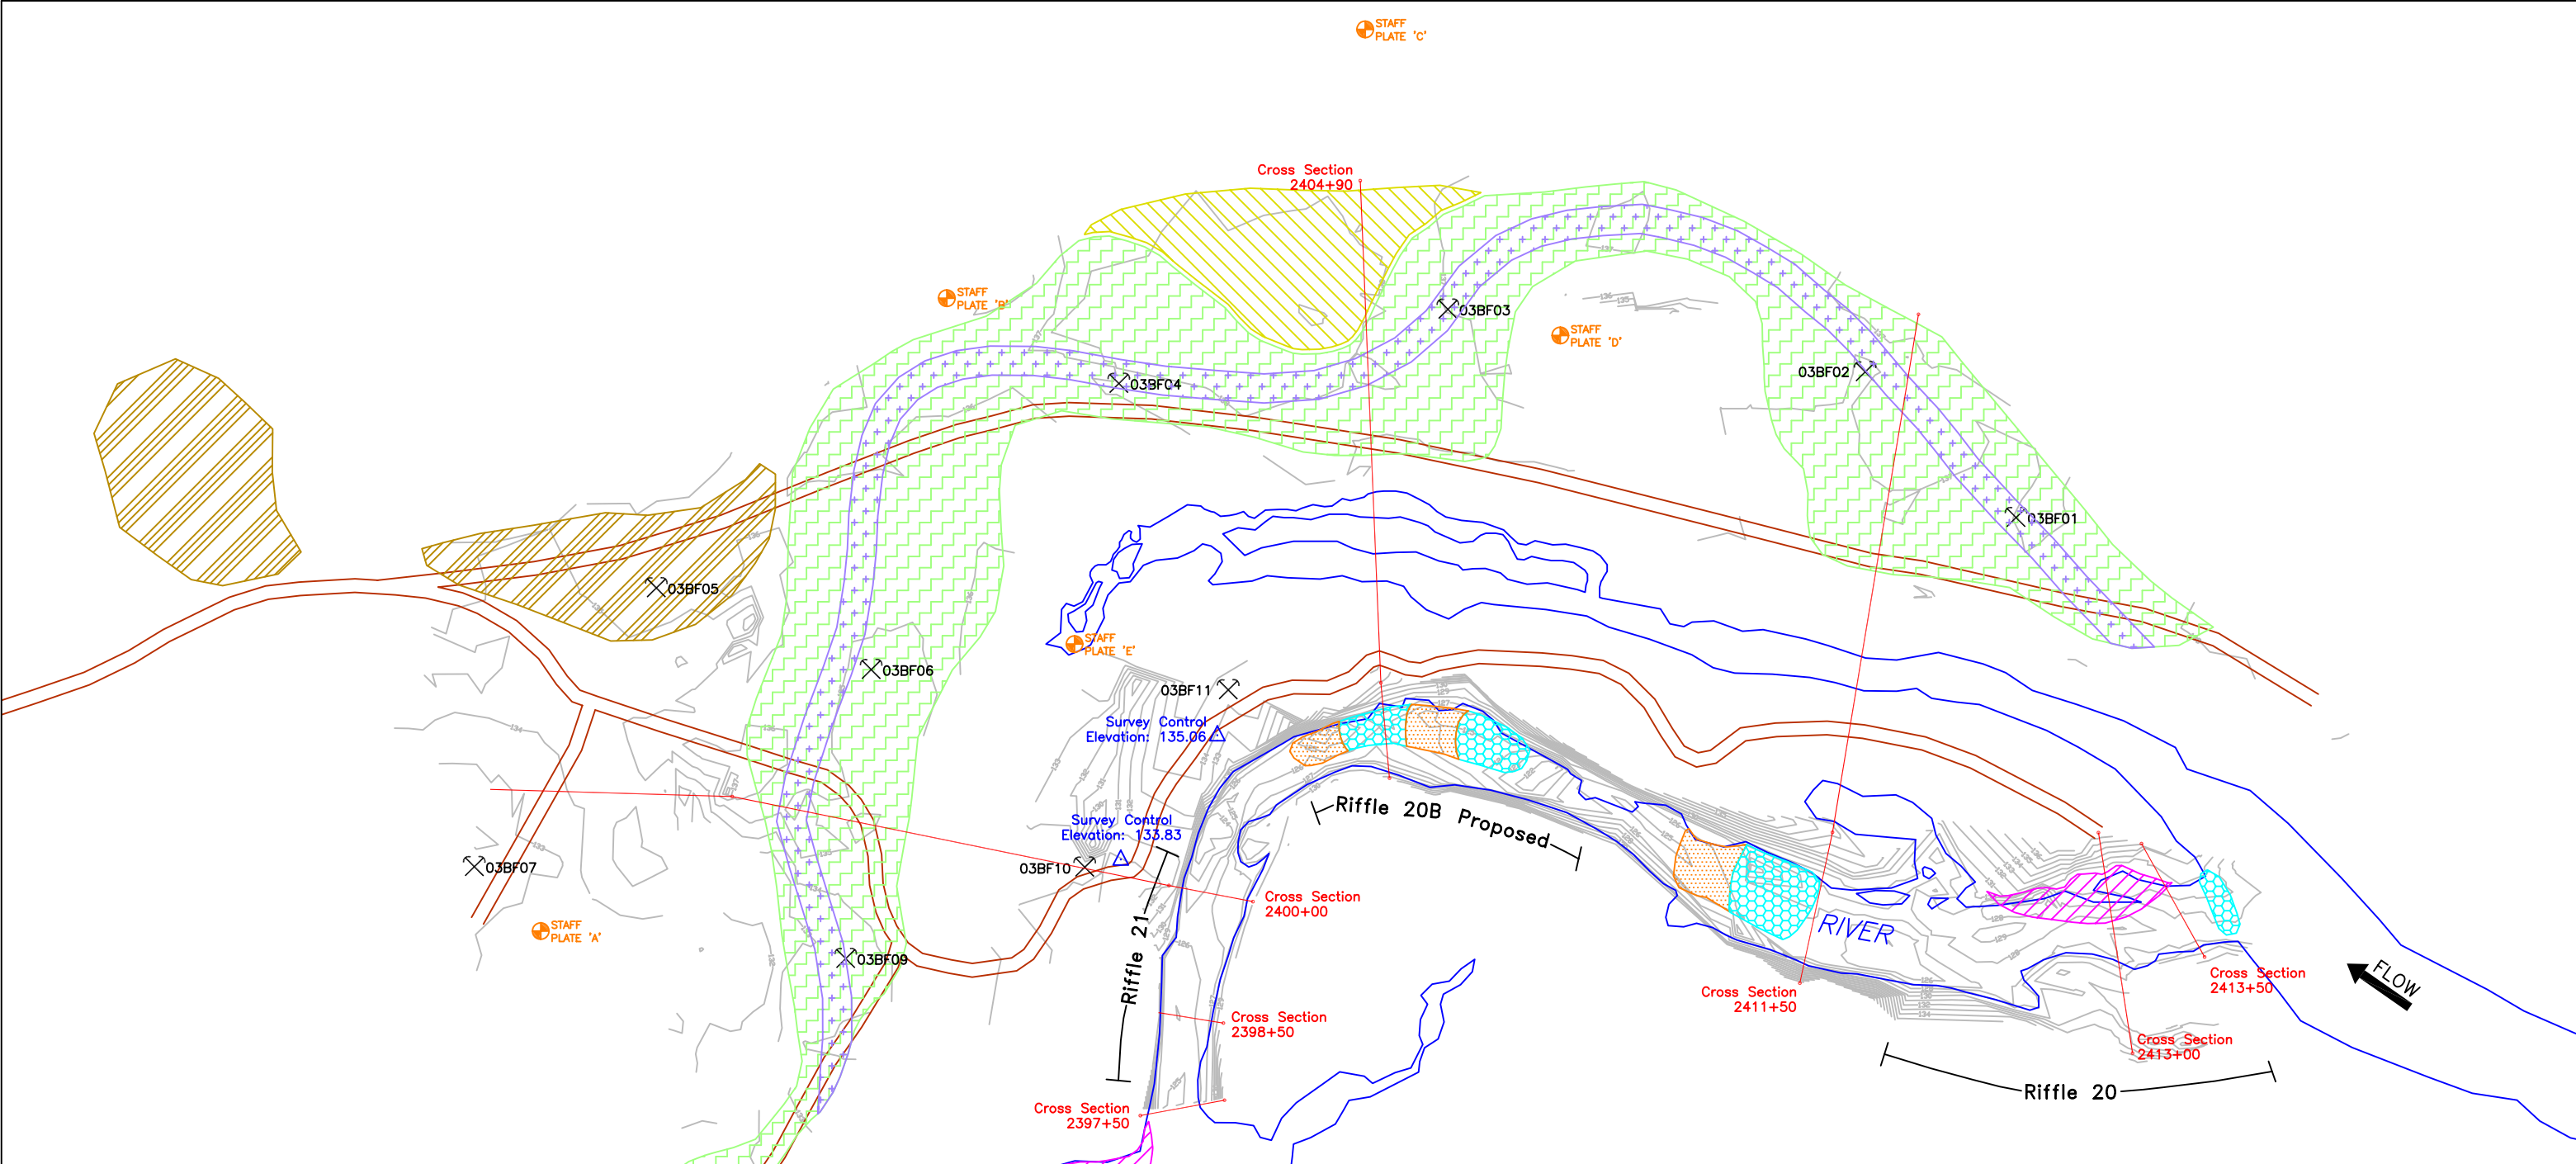 STAFF
PLATE 'C'
Cross Section
2404+90
STAFF
PLATE 'B'
03BF03
STAFF
PLATE 'D'
03BF02
03BF04
03BF01
03BF05
STAFF
PLATE 'E'
03BF06
03BF11
Survey Control
Elevation: 135.06
Riffle 20B Proposed
Survey Control
Elevation: 133.83
03BF07
03BF10
Cross Section
2400+00
STAFF
PLATE 'A'
RIVER
03BF09
Riffle 21
FLOW
Cross Section
2413+50
Cross Section
2411+50
Cross Section
2398+50
Cross Section
2413+00
Riffle 20
Cross Section
2397+50